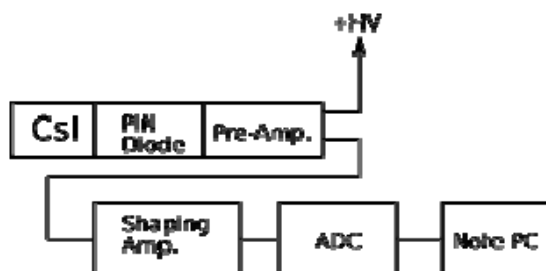 +HV
CsI
PIN
Diode
Pre-Amp.
Shaping
Amp.
ADC
Note PC